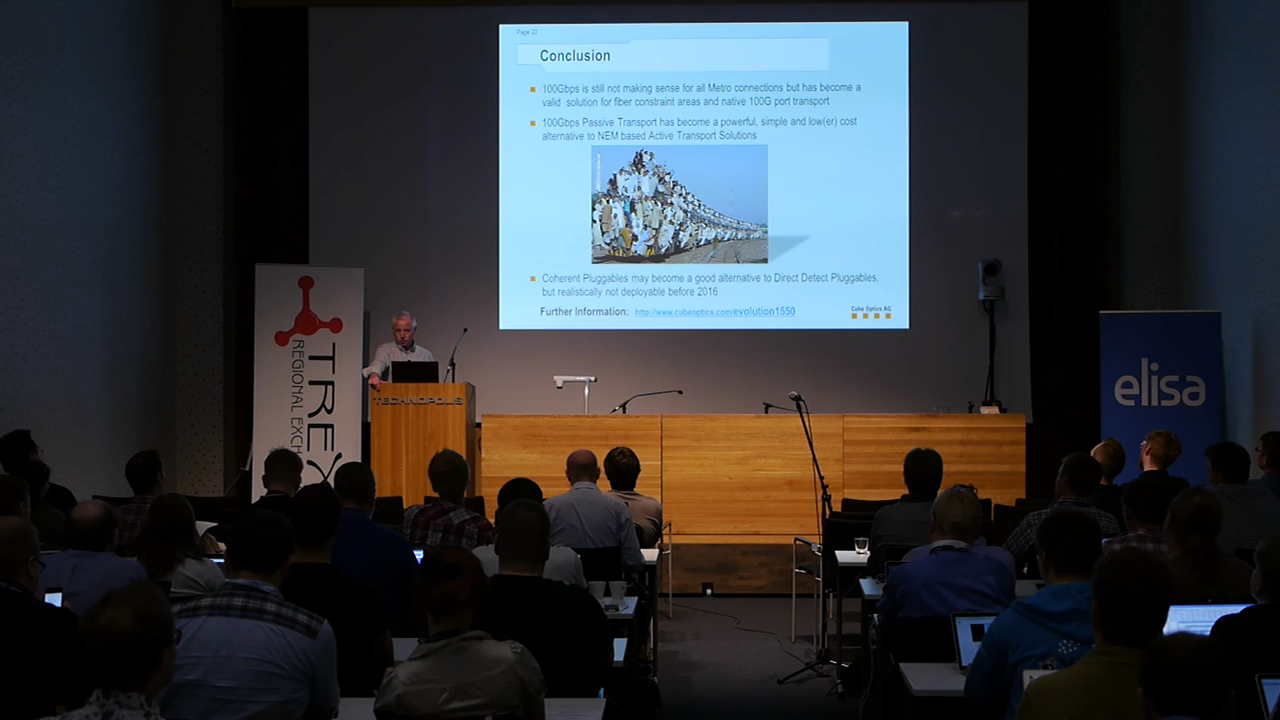 Page 22
Conclusion
100Gbps is still not making sense for all Metro connections but has become a
valid solution for fiber constraint areas and native 100G port transport
100Gbps Passive Transport has become a powerful, simple and low(er) cost
alternative to NEM based Active Transport Solutions
Coherent Pluggables may become a good alternative to Direct Detect Pluggables,
but realistically not deployable before 2016
Further Information: http://www.cubeoptics.com/evolution1550
Cube Optics AG
TREX
REGIONAL EXCH
TECHNOPOLIS
elisa